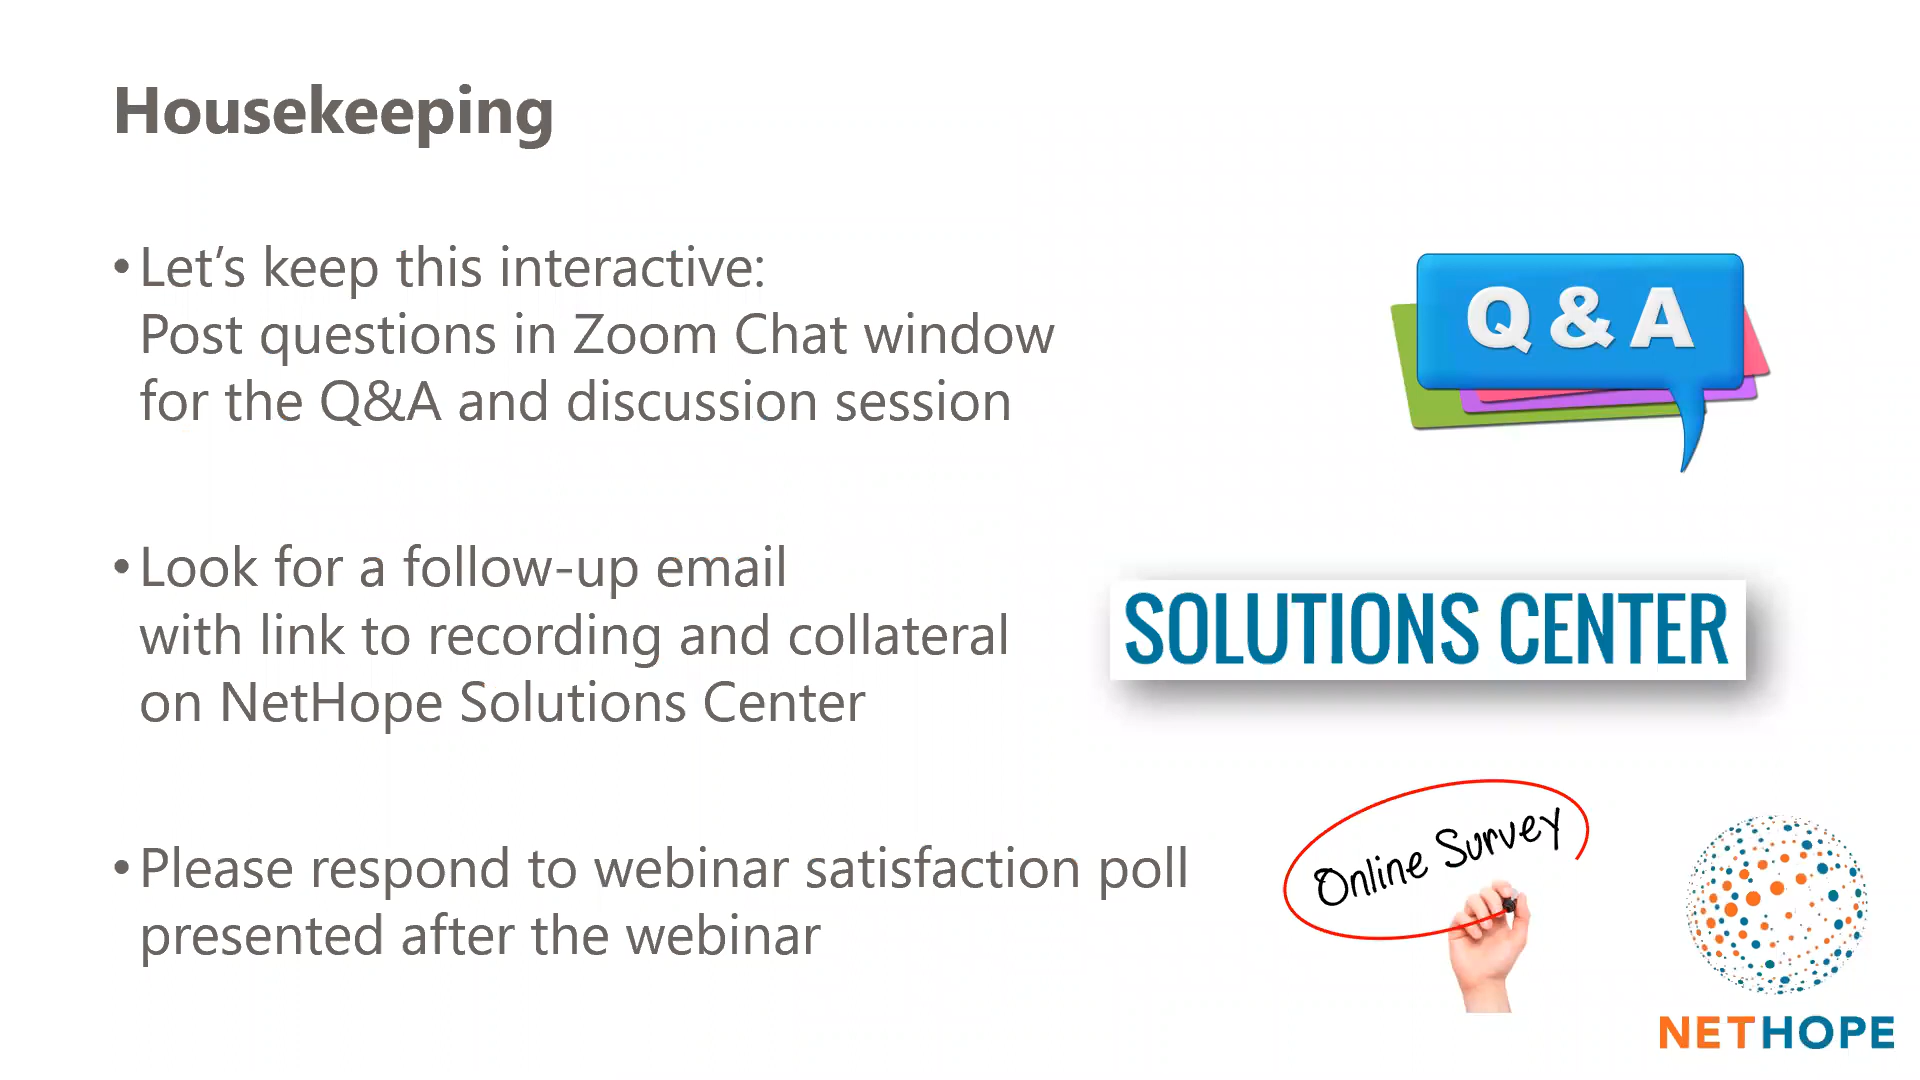 Housekeeping
• Let’s keep this interactive:
Post questions in Zoom Chat window
for the Q&A and discussion session
Q & A
• Look for a follow-up email
with link to recording and collateral
on NetHope Solutions Center
SOLUTIONS CENTER
• Please respond to webinar satisfaction poll
presented after the webinar
Online Survey
NETHOPE